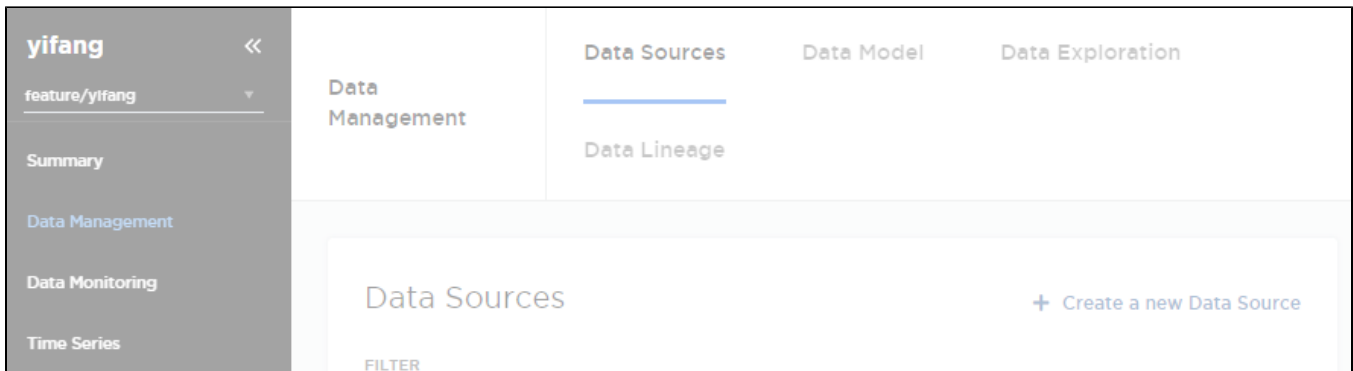 yifang
feature/yifang
Summary
Data Management
Data Monitoring
Time Series
Data
Management
Data Sources Data Model Data Exploration
Data Lineage
Data Sources
+ Create a new Data Source
FILTER